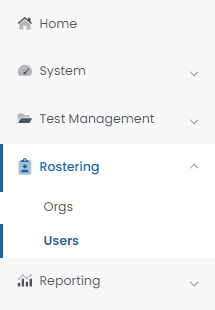 Home
System
Test Management
Rostering
Orgs
Users
Reporting